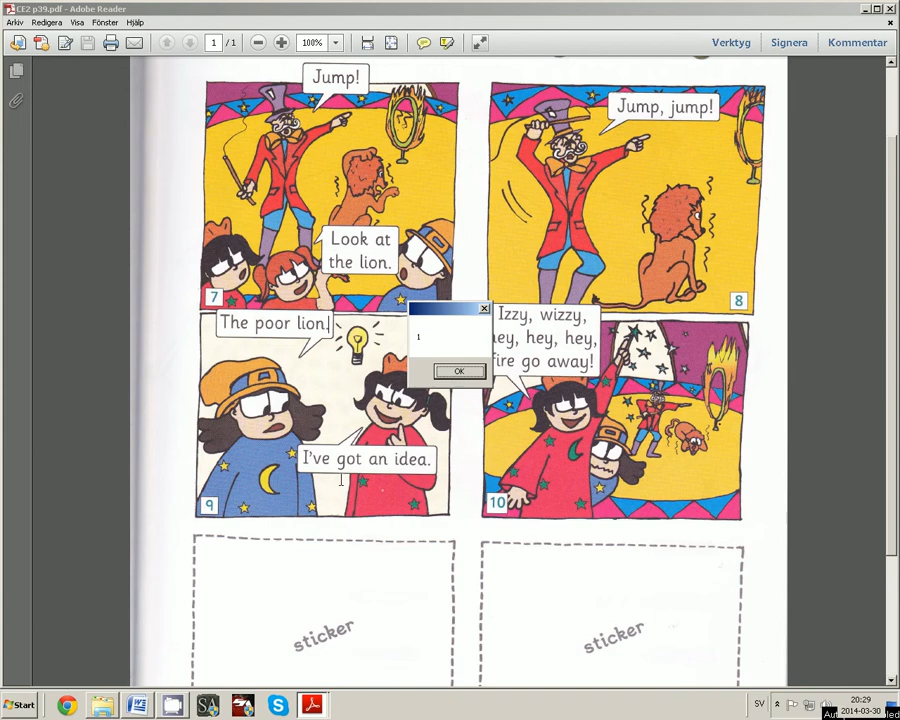 CE2 p39.pdf - Adobe Reader
Arkiv Redigera Visa Fönster Hjälp
1 / 1 100% Verktyg Signera Kommentar
Jump!
Look at
the lion.
7
Jump, jump!
8
The poor lion.
I've got an idea.
9
Izzy, wizzy,
hey, hey, hey,
fire go away!
10
1
OK
sticker
sticker
Start
SV
20:29
2014-03-30